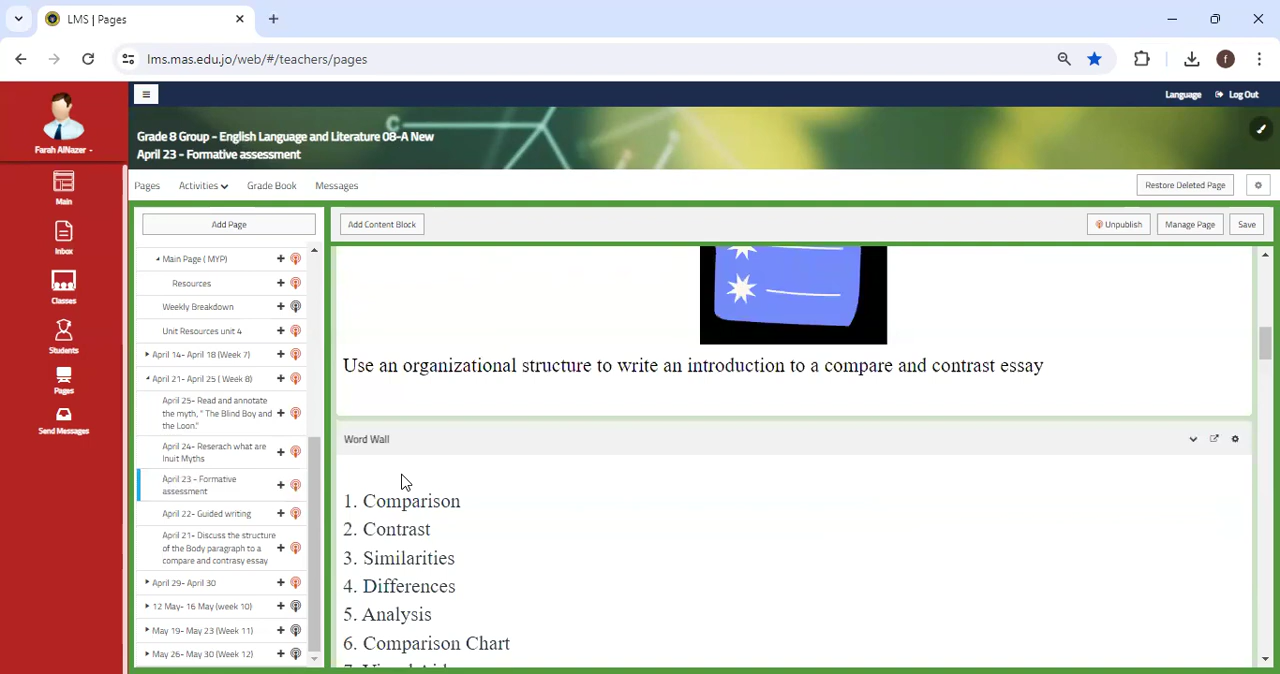 LMS | Pages
lms.mas.edu.jo/web/#/teachers/pages
f
Language
Log Out
Farah AlNazer
Grade 8 Group - English Language and Literature 08-A New
April 23 - Formative assessment
Main
Inbox
Classes
Students
Pages
Send Messages
Pages
Activities
Grade Book
Messages
Restore Deleted Page
Add Page
Add Content Block
Unpublish
Manage Page
Save
Main Page ( MYP)
Resources
Weekly Breakdown
Unit Resources unit 4
April 14- April 18 (Week 7)
April 21- April 25 ( Week 8)
April 25- Read and annotate
the myth, " The Blind Boy and
the Loon."
April 24- Reserach what are
Inuit Myths
April 23 - Formative
assessment
April 22- Guided writing
April 21- Discuss the structure
of the Body paragraph to a
compare and contrasy essay
April 29- April 30
12 May- 16 May (week 10)
May 19- May 23 (Week 11)
May 26- May 30 (Week 12)
Use an organizational structure to write an introduction to a compare and contrast essay
Word Wall
1. Comparison
2. Contrast
3. Similarities
4. Differences
5. Analysis
6. Comparison Chart